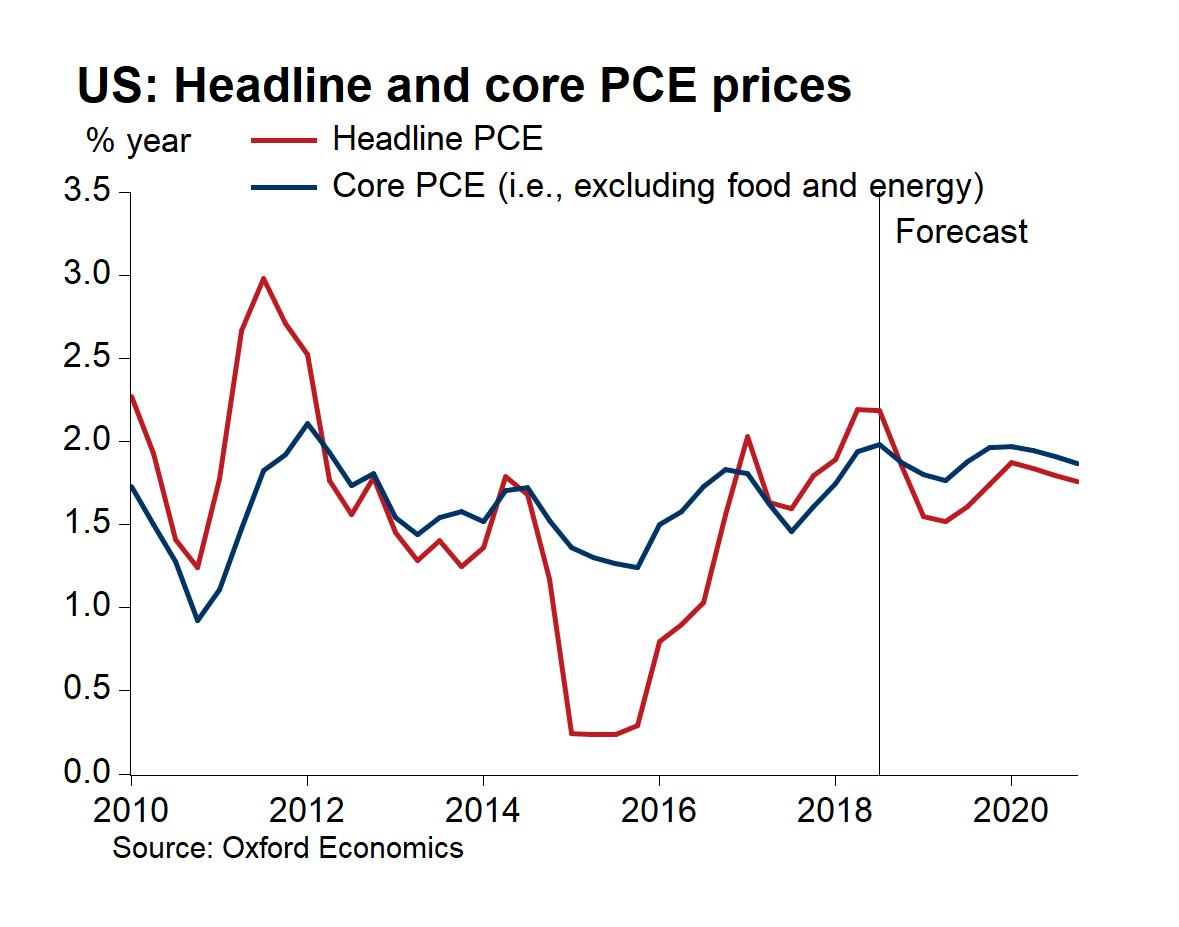 US: Headline and core PCE prices
% year
Headline PCE
Core PCE (i.e., excluding food and energy)
Forecast
3.5
3.0
2.5
2.0
1.5
1.0
0.5
0.0
2010 2012 2014 2016 2018 2020
Source: Oxford Economics